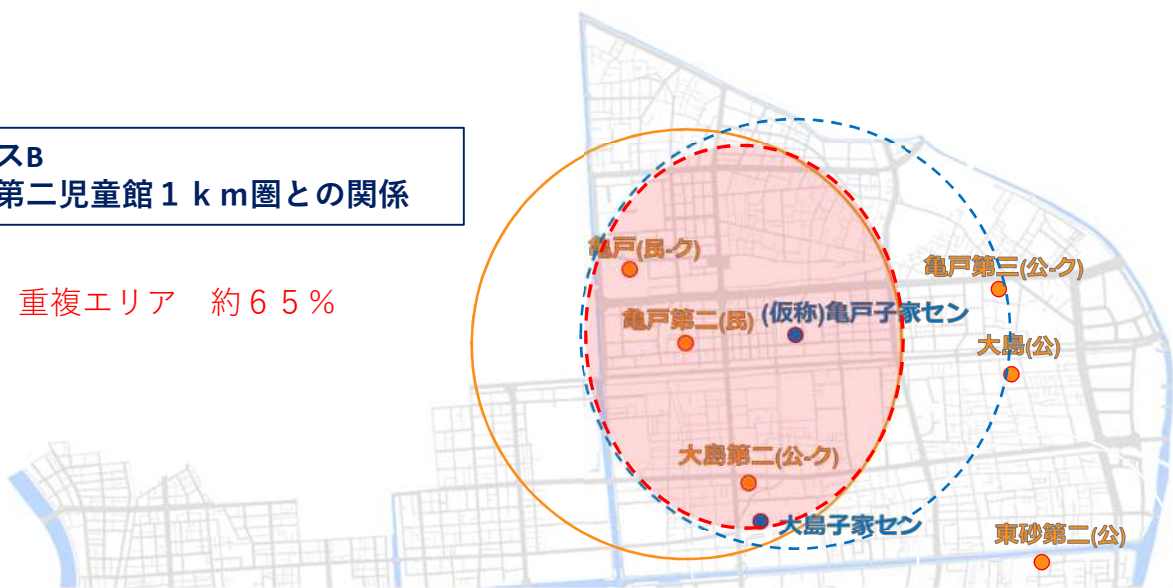 スB
第二児童館１ｋｍ圏との関係
重複エリア　約６５％
亀戸(民-ク)
亀戸第三(公-ク)
亀戸第二(民)
(仮称)亀戸子家セン
大島(公)
大島第二(公-ク)
大島子家セン
東砂第二(公)